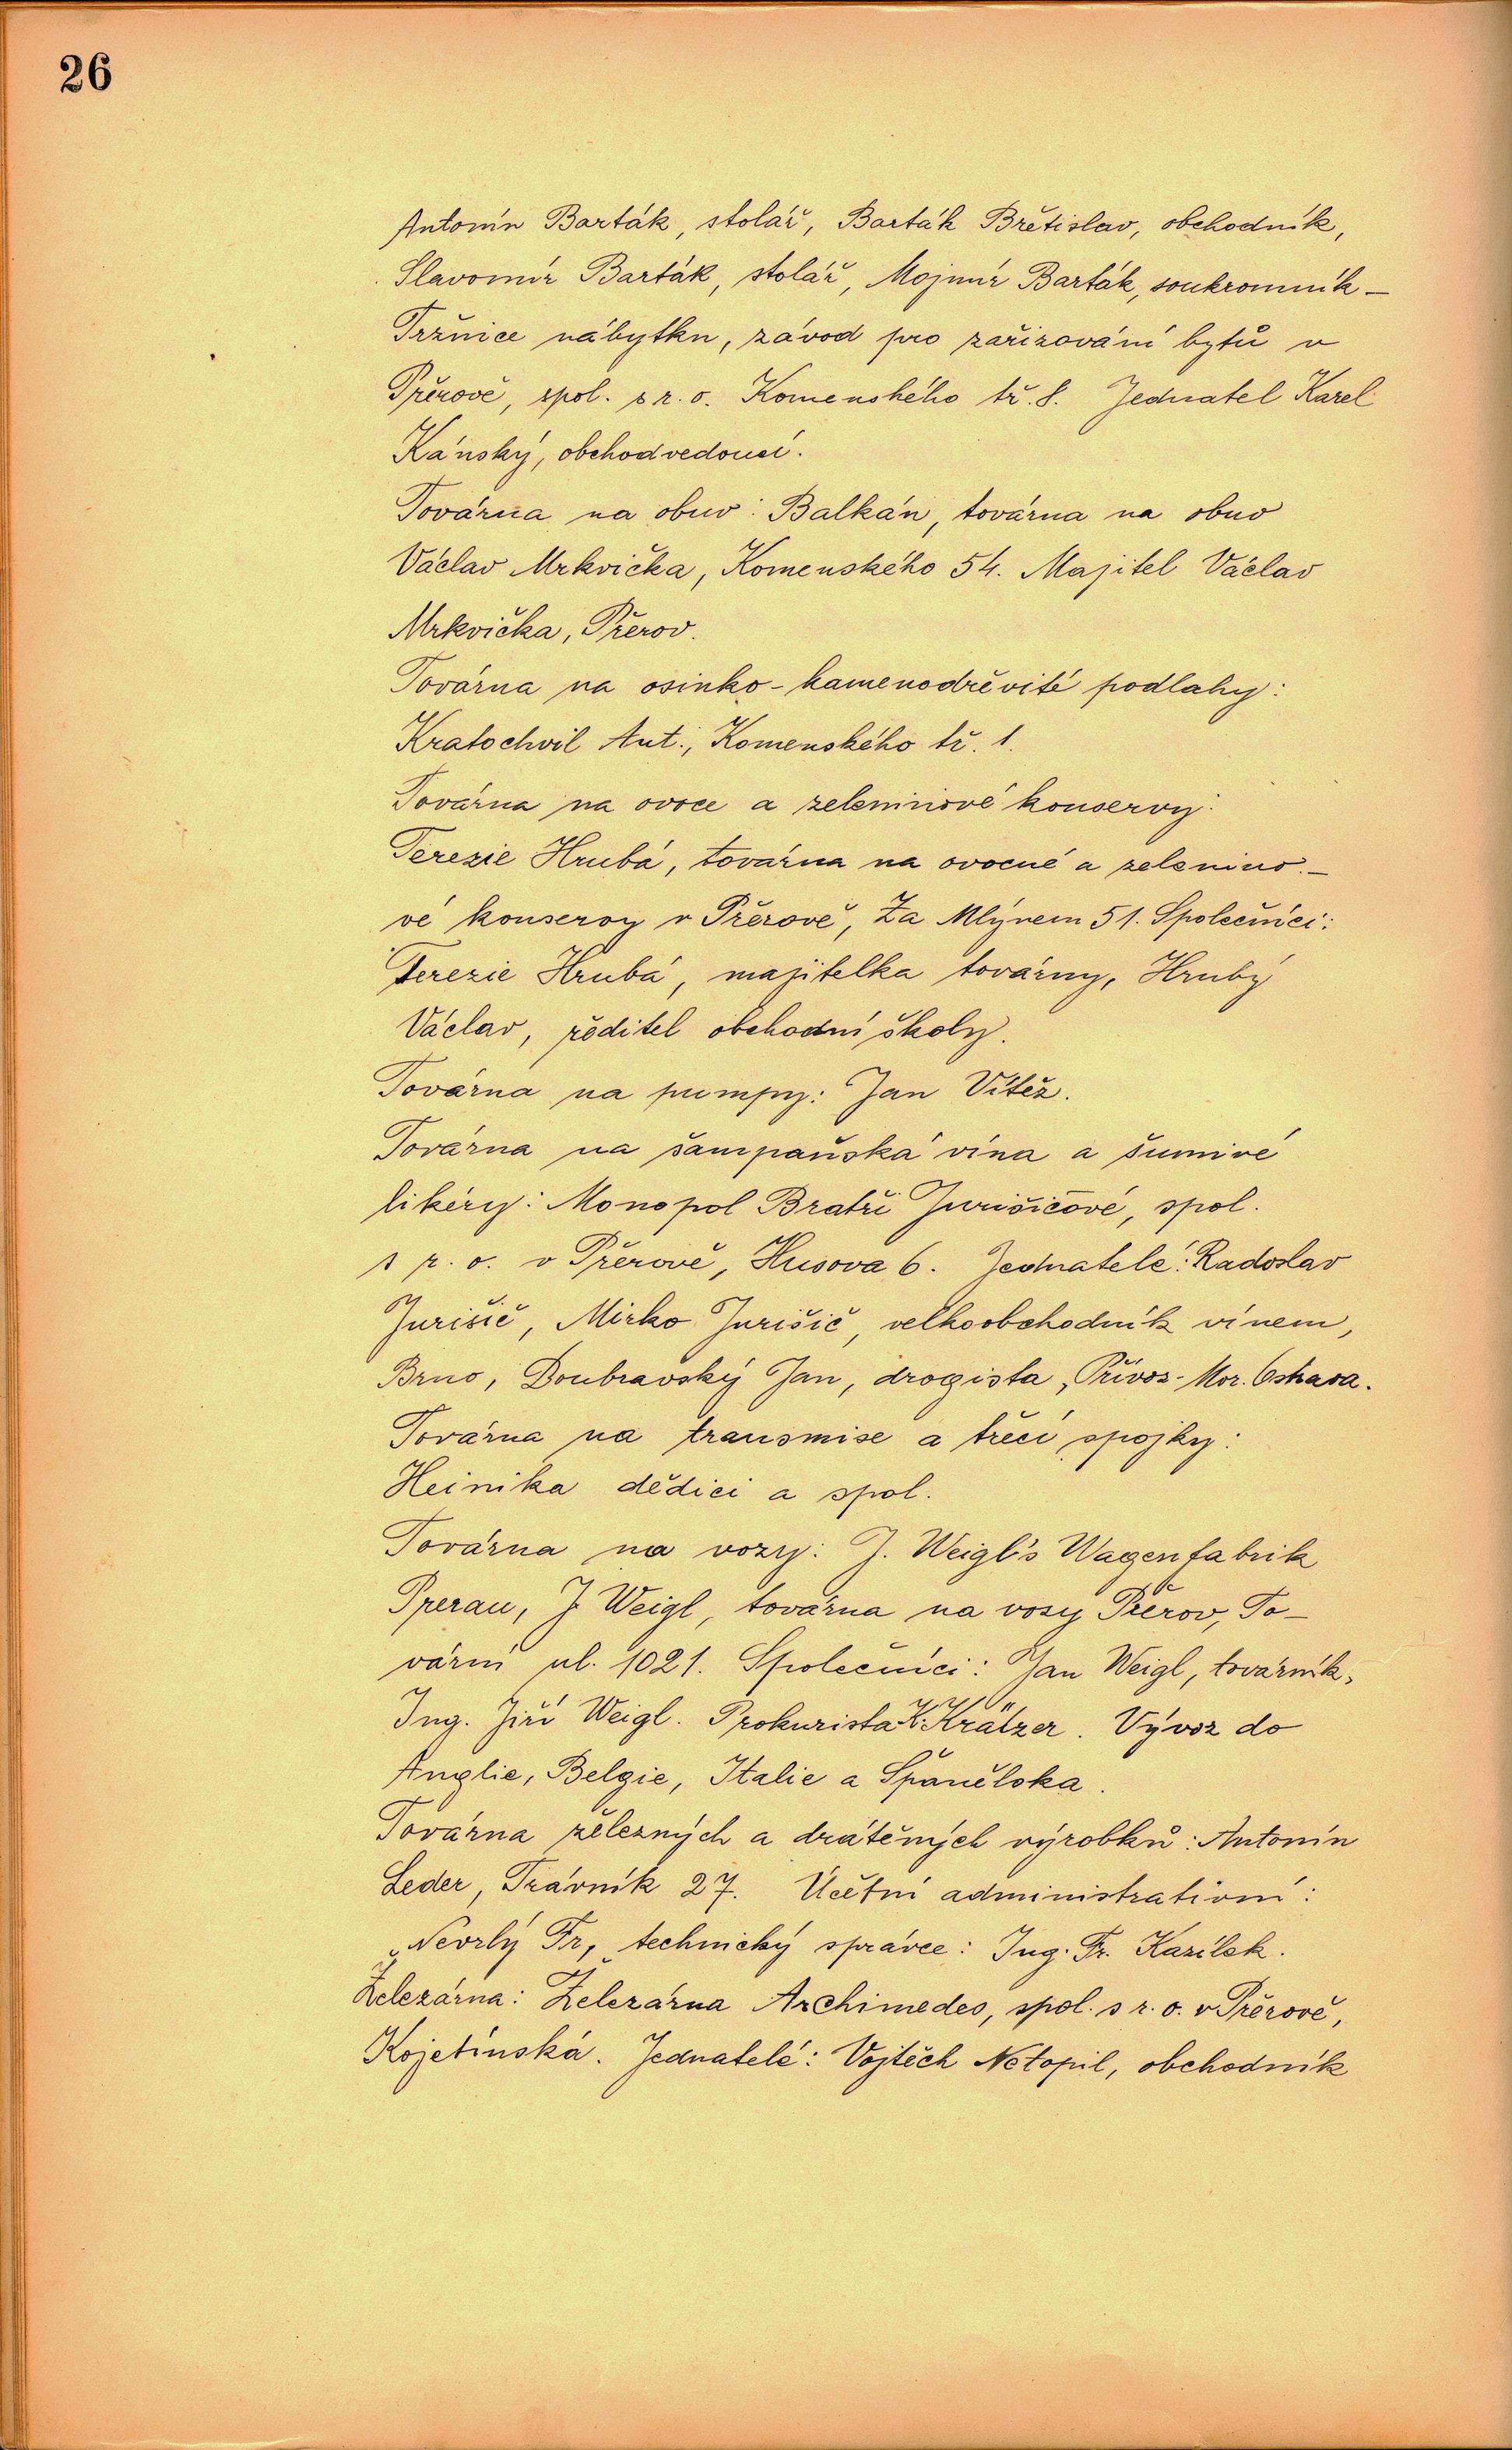 26
Antonín Barták, stolář, Barták Břetislav, obchodník,
Slavomír Barták, stolář, Mojmír Barták, soukromník –
Tržnice nábytku, závod pro zařizování bytů v
Přerově, spol. s r. o. Komenského tř. 8. Jednatel Karel
Kánský, obchodvedoucí.
Továrna na obuv: Balkán, továrna na obuv
Václav Mrkvička, Komenského 54. Majitel Václav
Mrkvička, Přerov.
Továrna na osinko-kamenodřevité podlahy:
Kratochvil Ant., Komenského tř. 1.
Továrna na ovoce a zeleninové konservy:
Terezie Hrubá, továrna na ovocné a zelenino-
vé konservy v Přerově, Za Mlýnem 51. Společníci:
Terezie Hrubá, majitelka továrny, Hrubý
Václav, ředitel obchodní školy.
Továrna na pumpy: Jan Vítěz.
Továrna na šampaňská vína a šumivé
likéry: Monopol Bratří Jurišičové, spol.
s r. o. v Přerově, Husova 6. Jednatelé: Radoslav
Jurišič, Mirko Jurišič, velkoobchodník vínem,
Brno, Doubravský Jan, drogista, Přívoz-Mor. Ostrava.
Továrna na transmise a třecí spojky:
Heinika dědici a spol.
Továrna na vozy: J. Weigl's Wagenfabrik
Prerau, J. Weigl, továrna na vozy Přerov, To-
vární ul. 1021. Společníci: Jan Weigl, továrník,
Ing. Jiří Weigl. Prokurista K. Krätzer. Vývoz do
Anglie, Belgie, Italie a Španělska.
Továrna železných a drátěných výrobků: Antonín
Leder, Trávník 27. Účetní administrativní:
Nevrlý Fr., technický správce: Ing. Fr. Kazílek.
Železárna: Železárna Archimedes, spol. s r. o. v Přerově,
Kojetínská. Jednatelé: Vojtěch Netopil, obchodník